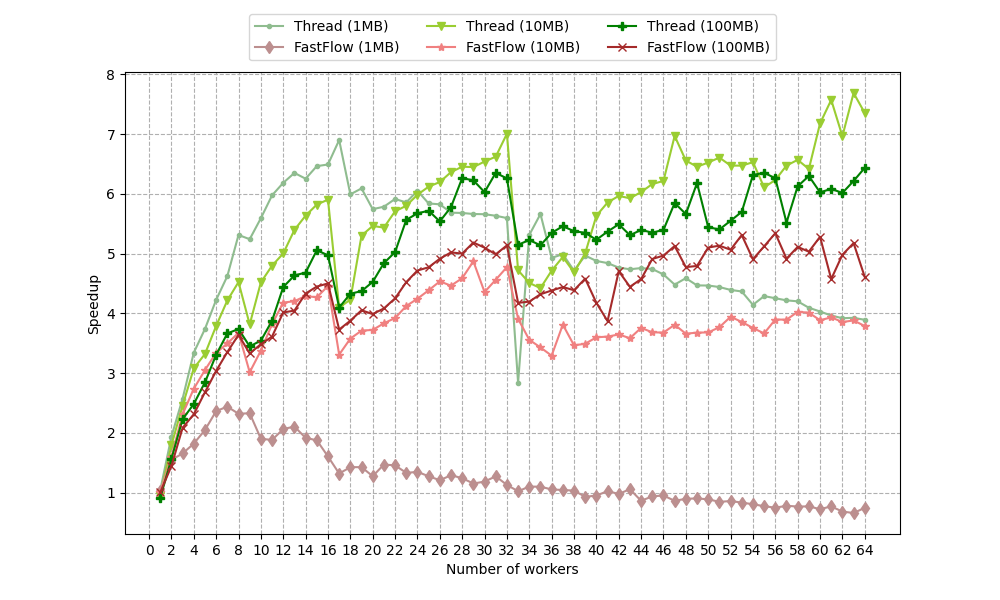 Thread (1MB) Thread (10MB) Thread (100MB)
FastFlow (1MB) FastFlow (10MB) FastFlow (100MB)
8
7
6
5
4
3
2
1
Speedup
0 2 4 6 8 10 12 14 16 18 20 22 24 26 28 30 32 34 36 38 40 42 44 46 48 50 52 54 56 58 60 62 64
Number of workers